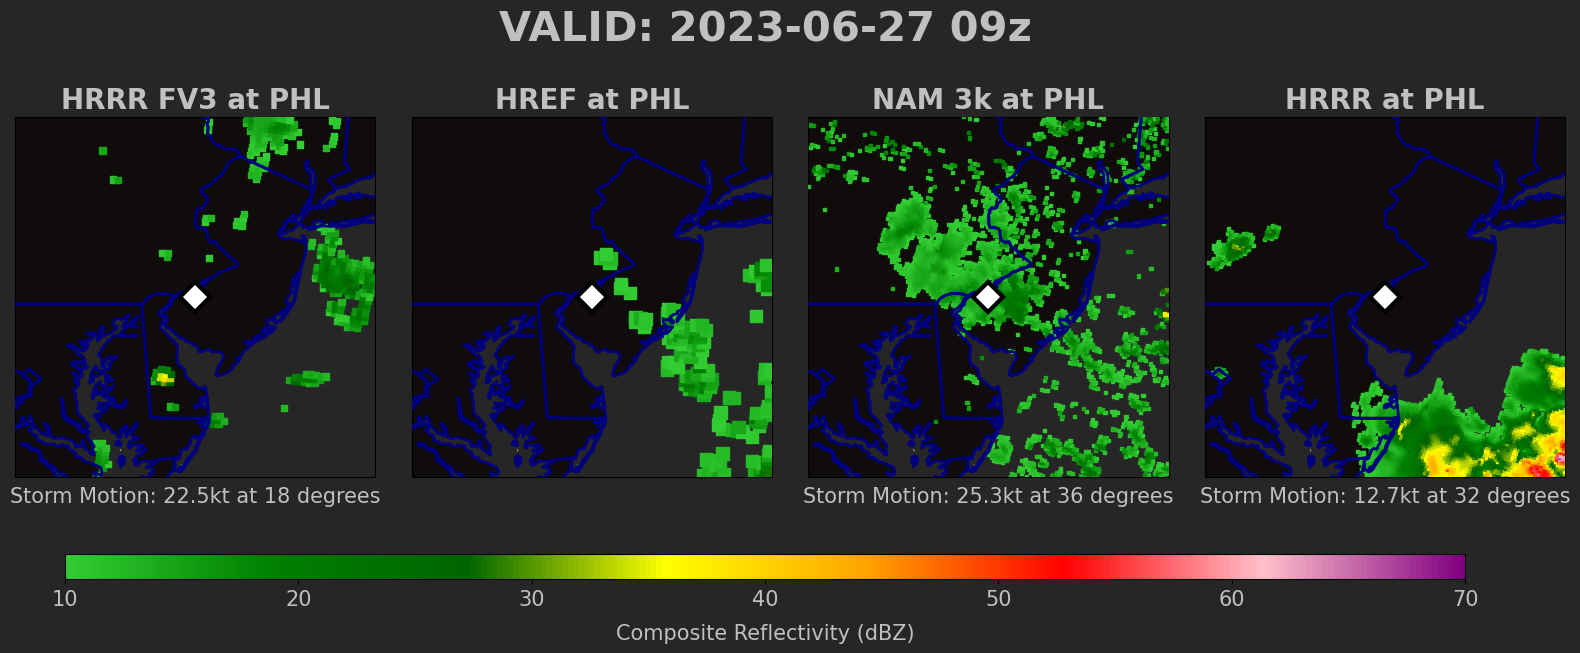 VALID: 2023-06-27 09z
HRRR FV3 at PHL
HREF at PHL
NAM 3k at PHL
HRRR at PHL
Storm Motion: 22.5kt at 18 degrees
Storm Motion: 25.3kt at 36 degrees
Storm Motion: 12.7kt at 32 degrees
10 20 30 40 50 60 70
Composite Reflectivity (dBZ)